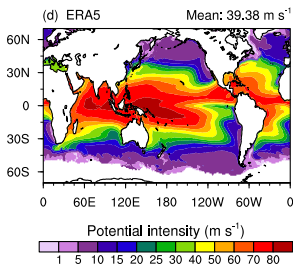 (d) ERA5 Mean: 39.38 m s⁻¹
60N
30N
0
30S
60S
0 60E 120E 180 120W 60W 0
Potential intensity (m s⁻¹)
1 5 10 15 20 25 30 40 50 60 70 80